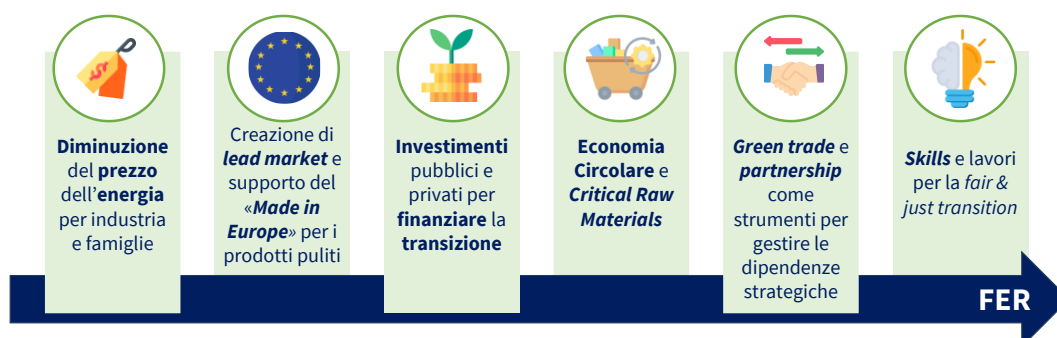 Diminuzione
del prezzo
dell'energia
per industria
e famiglie
Creazione di
lead market e
supporto del
«Made in
Europe» per i
prodotti puliti
Investimenti
pubblici e
privati per
finanziare la
transizione
Economia
Circolare e
Critical Raw
Materials
Green trade e
partnership
come
strumenti per
gestire le
dipendenze
strategiche
Skills e lavori
per la fair &
just transition
FER